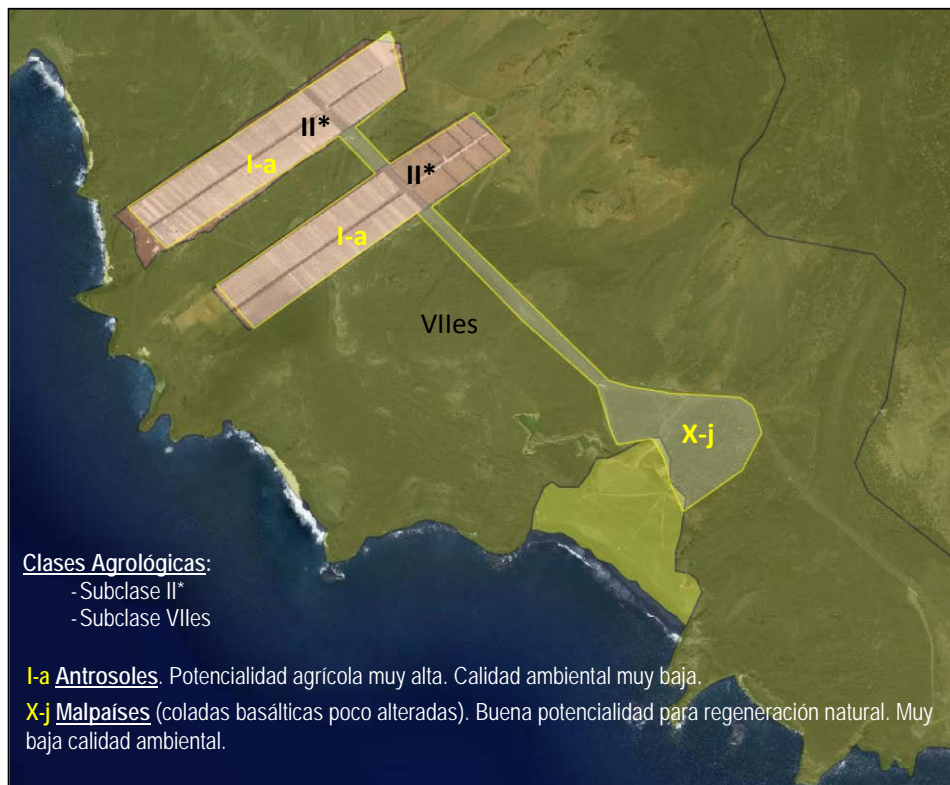 II*
I-a
II*
I-a
VIIes
X-j
Clases Agrológicas:
- Subclase II*
- Subclase VIIes
I-a Antrosoles. Potencialidad agrícola muy alta. Calidad ambiental muy baja.
X-j Malpaíses (coladas basálticas poco alteradas). Buena potencialidad para regeneración natural. Muy
baja calidad ambiental.